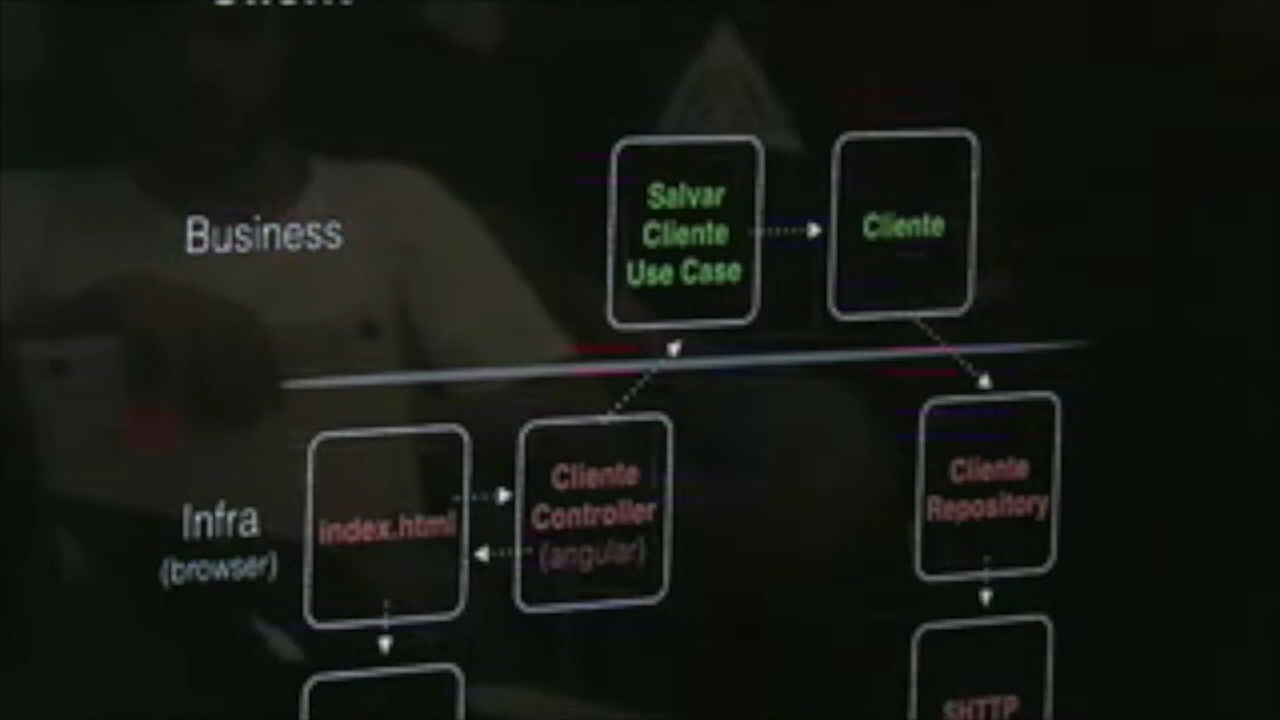 Business
Salvar
Cliente
Use Case
Cliente
Infra
(browser)
index.html
Cliente
Controller
(angular)
Cliente
Repository
$HTTP